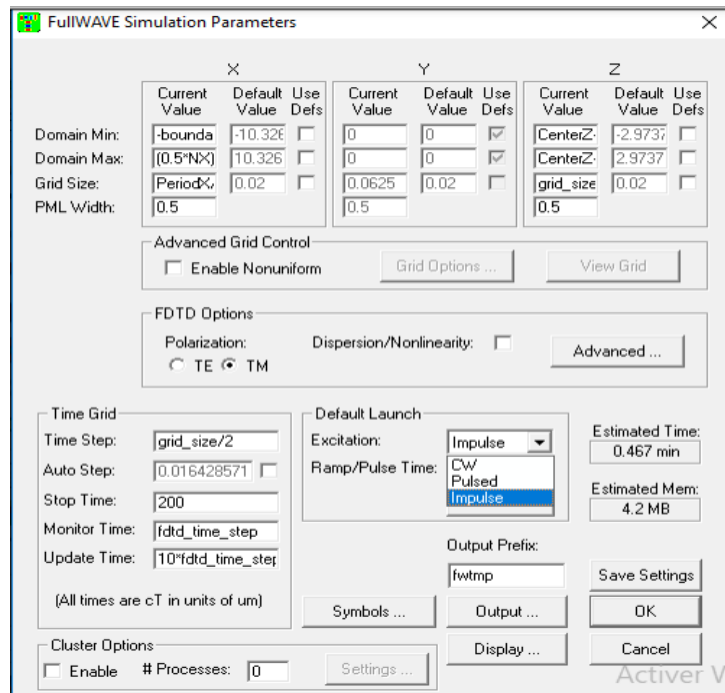 FullWAVE Simulation Parameters
X Y Z
Current Value Default Value Use Defs Current Value Default Value Use Defs Current Value Default Value Use Defs
Domain Min: -bounda -10.326 0 0 CenterZ- -2.9737
Domain Max: (0.5*NX) 10.326 0 0 CenterZ- 2.9737
Grid Size: PeriodX/ 0.02 0.0625 0.02 grid_size 0.02
PML Width: 0.5 0.5 0.5
Advanced Grid Control
Enable Nonuniform Grid Options ... View Grid
FDTD Options
Polarization: Dispersion/Nonlinearity:
TE TM Advanced ...
Time Grid
Time Step: grid_size/2
Auto Step: 0.016428571
Stop Time: 200
Monitor Time: fdtd_time_step
Update Time: 10*fdtd_time_step
(All times are cT in units of um)
Default Launch
Excitation: Impulse
Ramp/Pulse Time: CW
Pulsed
Impulse
Estimated Time:
0.467 min
Estimated Mem:
4.2 MB
Output Prefix:
fwtmp
Save Settings
Symbols ... Output ... OK
Display ... Cancel
Cluster Options
Enable # Processes: 0 Settings ...
Activer W